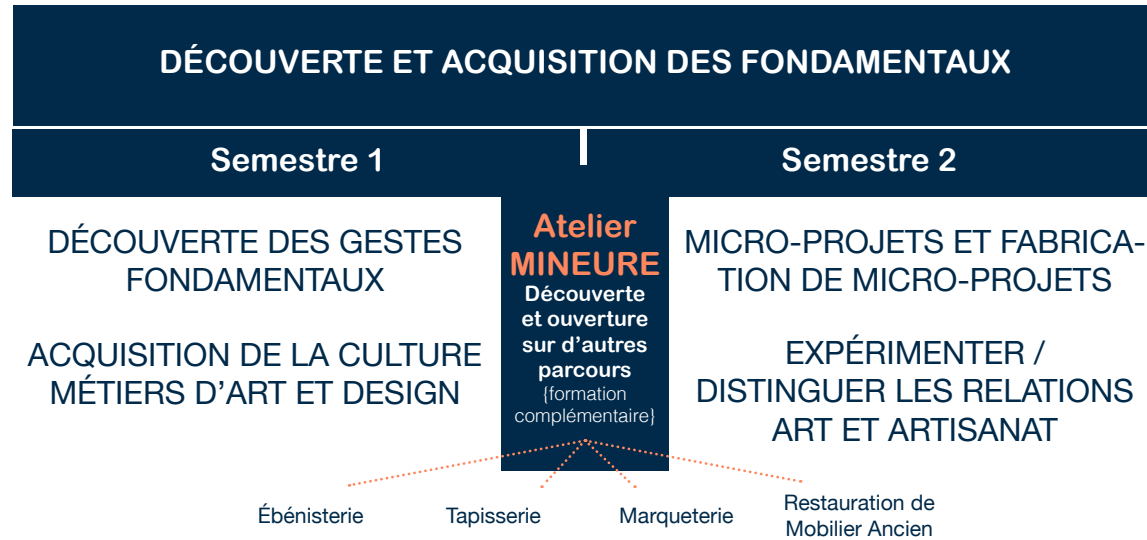 DÉCOUVERTE ET ACQUISITION DES FONDAMENTAUX
Semestre 1
Semestre 2
DÉCOUVERTE DES GESTES
FONDAMENTAUX
ACQUISITION DE LA CULTURE
MÉTIERS D'ART ET DESIGN
Atelier
MINEURE
Découverte
et ouverture
sur d'autres
parcours
{formation
complémentaire}
MICRO-PROJETS ET FABRICA-
TION DE MICRO-PROJETS
EXPÉRIMENTER /
DISTINGUER LES RELATIONS
ART ET ARTISANAT
Ébénisterie
Tapisserie
Marqueterie
Restauration de
Mobilier Ancien